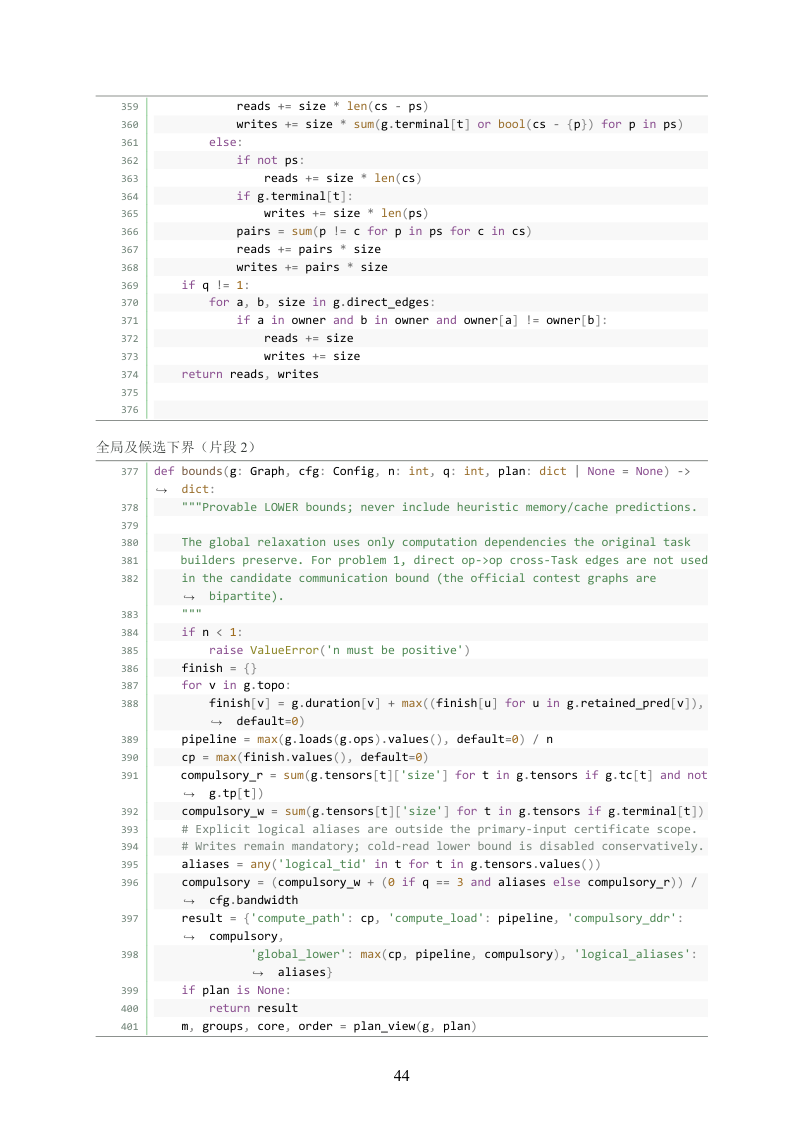 359             reads += size * len(cs - ps)
360             writes += size * sum(g.terminal[t] or bool(cs - {p}) for p in ps)
361         else:
362             if not ps:
363                 reads += size * len(cs)
364             if g.terminal[t]:
365                 writes += size * len(ps)
366             pairs = sum(p != c for p in ps for c in cs)
367             reads += pairs * size
368             writes += pairs * size
369     if q != 1:
370         for a, b, size in g.direct_edges:
371             if a in owner and b in owner and owner[a] != owner[b]:
372                 reads += size
373                 writes += size
374     return reads, writes
375
376
全局及候选下界（片段 2）
377 def bounds(g: Graph, cfg: Config, n: int, q: int, plan: dict | None = None) ->
↪ dict:
378     """Provable LOWER bounds; never include heuristic memory/cache predictions.
379
380     The global relaxation uses only computation dependencies the original task
381     builders preserve. For problem 1, direct op->op cross-Task edges are not used
382     in the candidate communication bound (the official contest graphs are
↪ bipartite).
383     """
384     if n < 1:
385         raise ValueError('n must be positive')
386     finish = {}
387     for v in g.topo:
388         finish[v] = g.duration[v] + max((finish[u] for u in g.retained_pred[v]),
↪ default=0)
389     pipeline = max(g.loads(g.ops).values(), default=0) / n
390     cp = max(finish.values(), default=0)
391     compulsory_r = sum(g.tensors[t]['size'] for t in g.tensors if g.tc[t] and not
↪ g.tp[t])
392     compulsory_w = sum(g.tensors[t]['size'] for t in g.tensors if g.terminal[t])
393     # Explicit logical aliases are outside the primary-input certificate scope.
394     # Writes remain mandatory; cold-read lower bound is disabled conservatively.
395     aliases = any('logical_tid' in t for t in g.tensors.values())
396     compulsory = (compulsory_w + (0 if q == 3 and aliases else compulsory_r)) /
↪ cfg.bandwidth
397     result = {'compute_path': cp, 'compute_load': pipeline, 'compulsory_ddr':
↪ compulsory,
398               'global_lower': max(cp, pipeline, compulsory), 'logical_aliases':
↪ aliases}
399     if plan is None:
400         return result
401     m, groups, core, order = plan_view(g, plan)
44